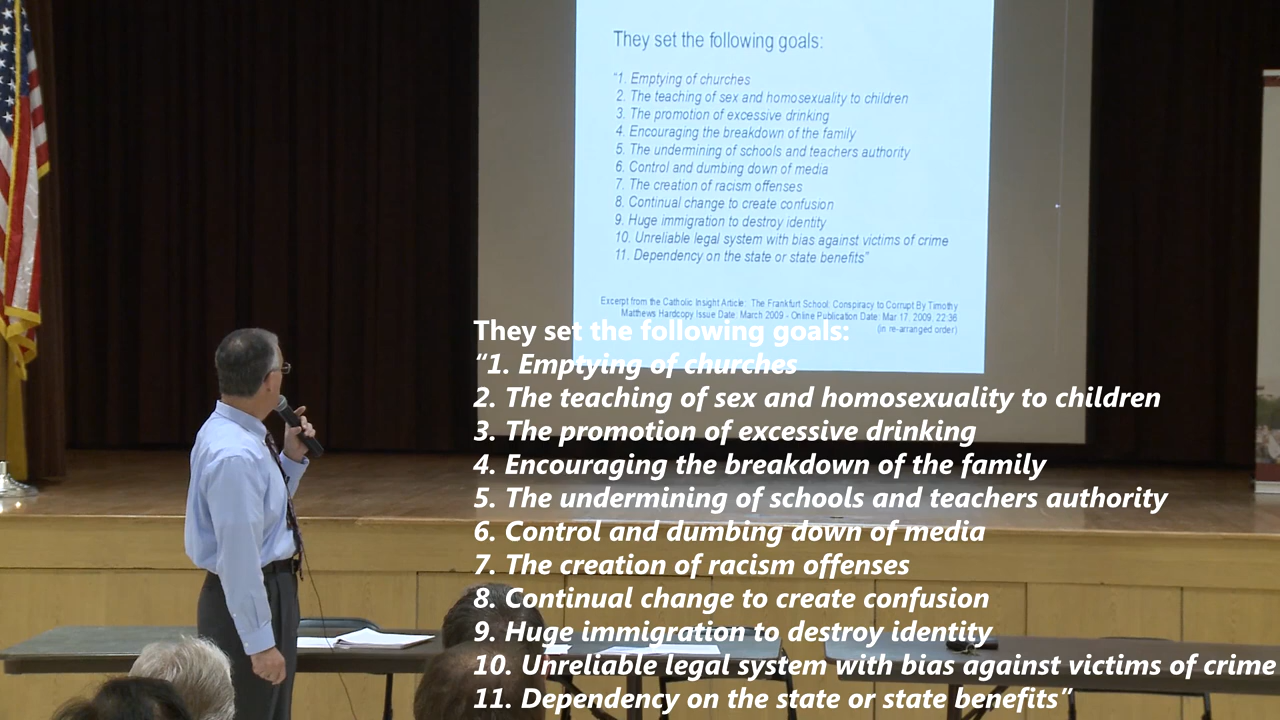 They set the following goals:
“1. Emptying of churches
2. The teaching of sex and homosexuality to children
3. The promotion of excessive drinking
4. Encouraging the breakdown of the family
5. The undermining of schools and teachers authority
6. Control and dumbing down of media
7. The creation of racism offenses
8. Continual change to create confusion
9. Huge immigration to destroy identity
10. Unreliable legal system with bias against victims of crime
11. Dependency on the state or state benefits”
Excerpt from the Catholic Insight Article: The Frankfurt School: Conspiracy to Corrupt By Timothy
Matthews Hardcopy Issue Date: March 2009 - Online Publication Date: Mar 17, 2009, 22:36
(in re-arranged order)
They set the following goals:
“1. Emptying of churches
2. The teaching of sex and homosexuality to children
3. The promotion of excessive drinking
4. Encouraging the breakdown of the family
5. The undermining of schools and teachers authority
6. Control and dumbing down of media
7. The creation of racism offenses
8. Continual change to create confusion
9. Huge immigration to destroy identity
10. Unreliable legal system with bias against victims of crime
11. Dependency on the state or state benefits”